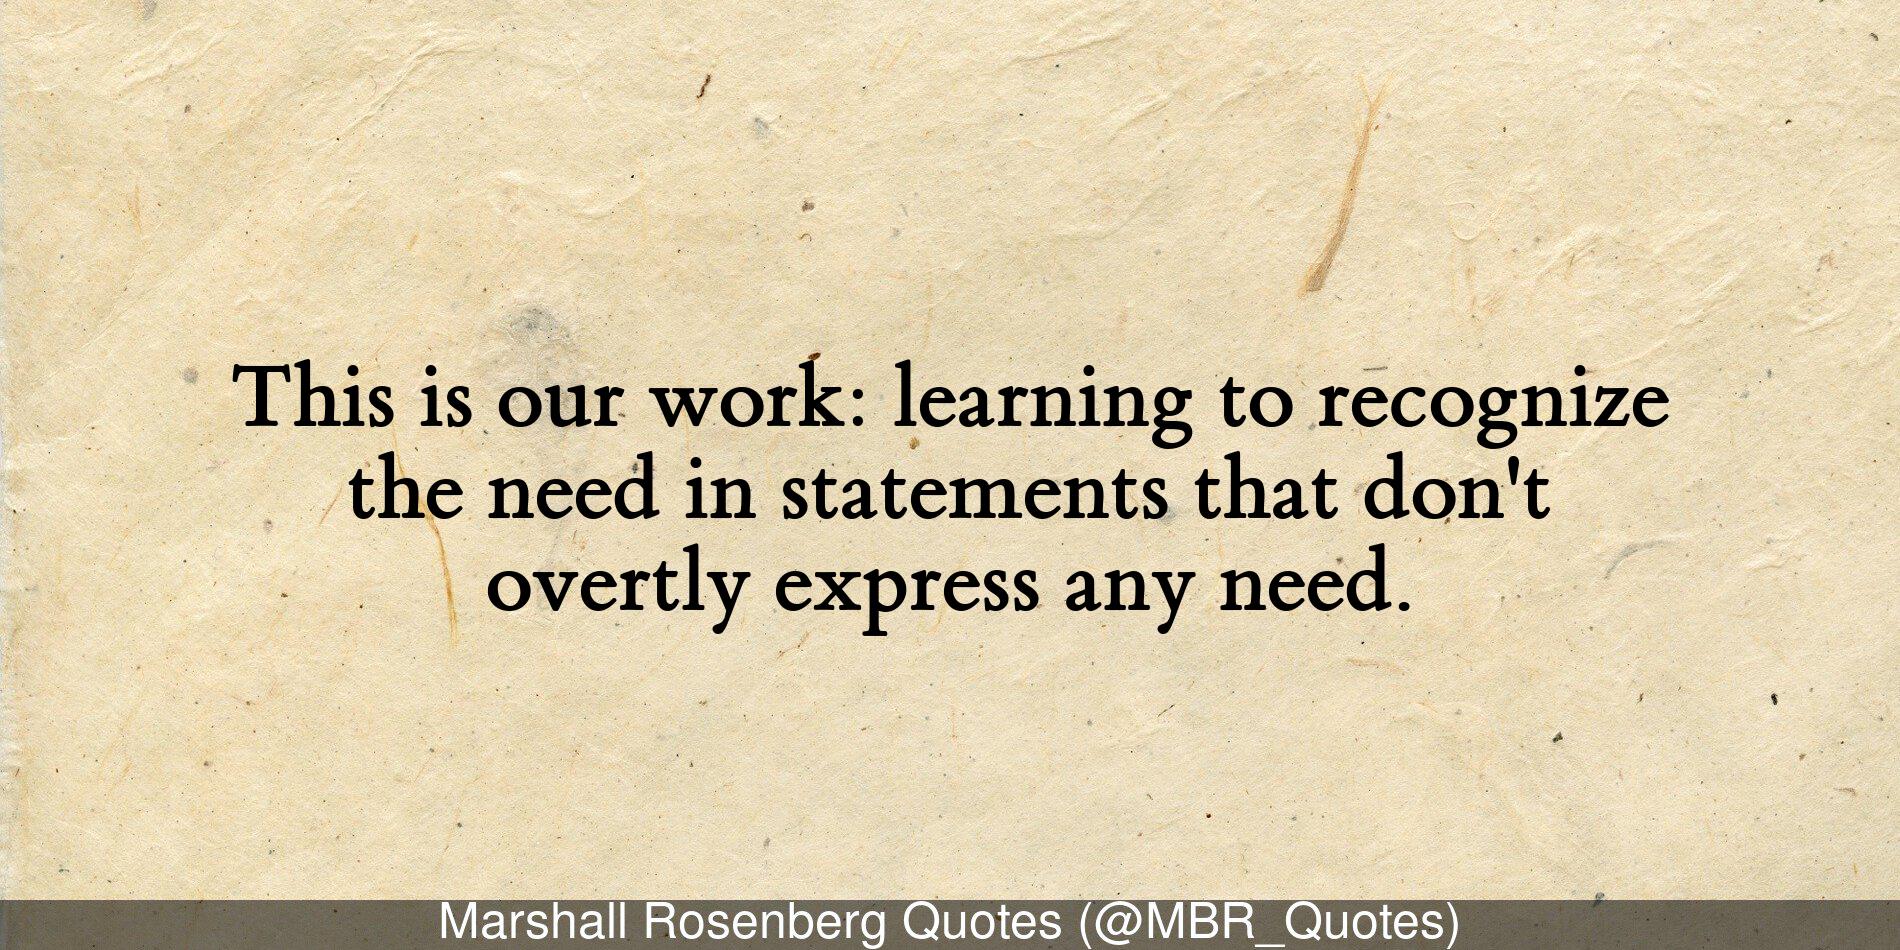 This is our work: learning to recognize
the need in statements that don't
overtly express any need.
Marshall Rosenberg Quotes (@MBR_Quotes)